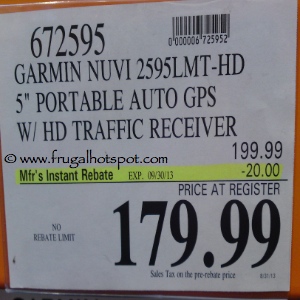 672595
0000006725952
GARMIN NUVI 2595LMT-HD
5" PORTABLE AUTO GPS
W/ HD TRAFFIC RECEIVER
www.frugalhotspot.com
199.99
Mfr's Instant Rebate EXP. 09/30/13 -20.00
PRICE AT REGISTER
NO
REBATE LIMIT
179.99
Sales Tax on the pre-rebate price